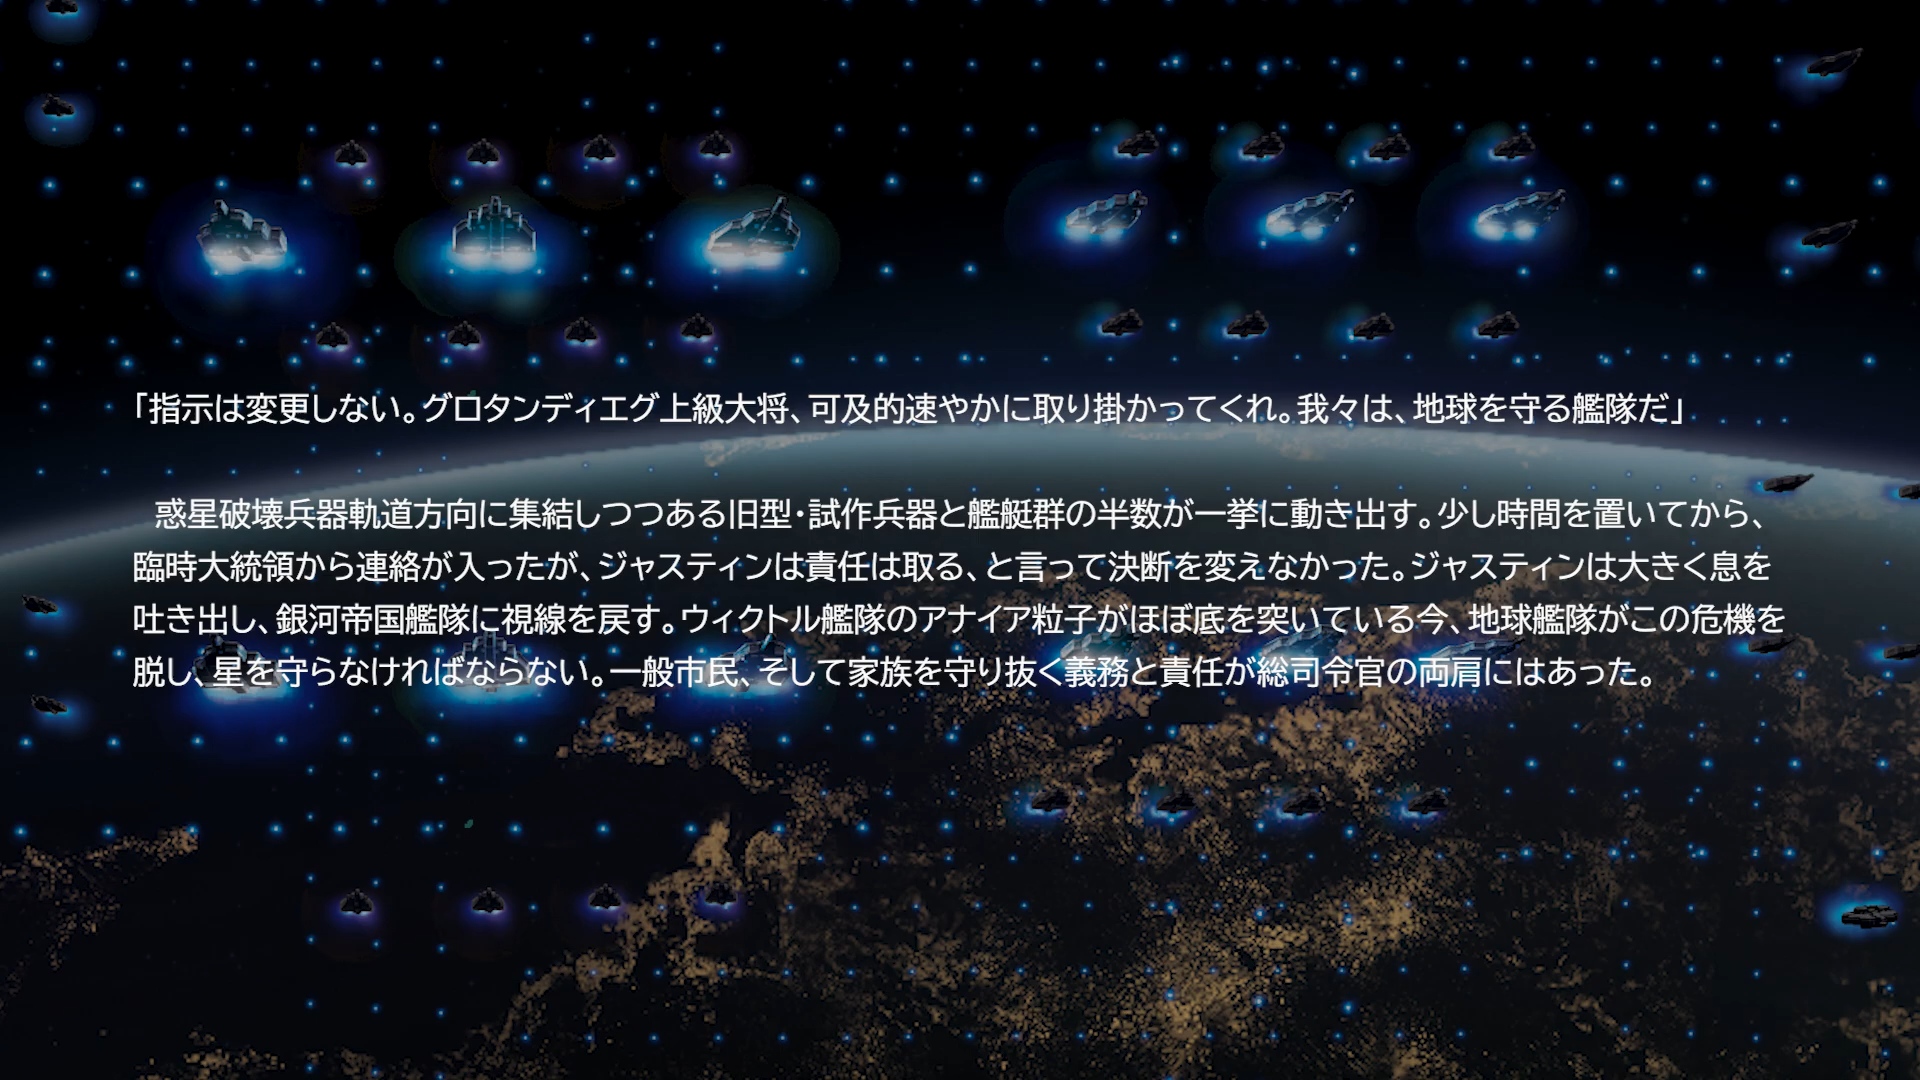 「指示は変更しない。グロタンディエグ上級大将、可及的速やかに取り掛かってくれ。我々は、地球を守る艦隊だ」
惑星破壊兵器軌道方向に集結しつつある旧型・試作兵器と艦艇群の半数が一挙に動き出す。少し時間を置いてから、
臨時大統領から連絡が入ったが、ジャスティンは責任は取る、と言って決断を変えなかった。ジャスティンは大きく息を
吐き出し、銀河帝国艦隊に視線を戻す。ウィクトル艦隊のアナイア粒子がほぼ底を突いている今、地球艦隊がこの危機を
脱し、星を守らなければならない。一般市民、そして家族を守り抜く義務と責任が総司令官の両肩にはあった。